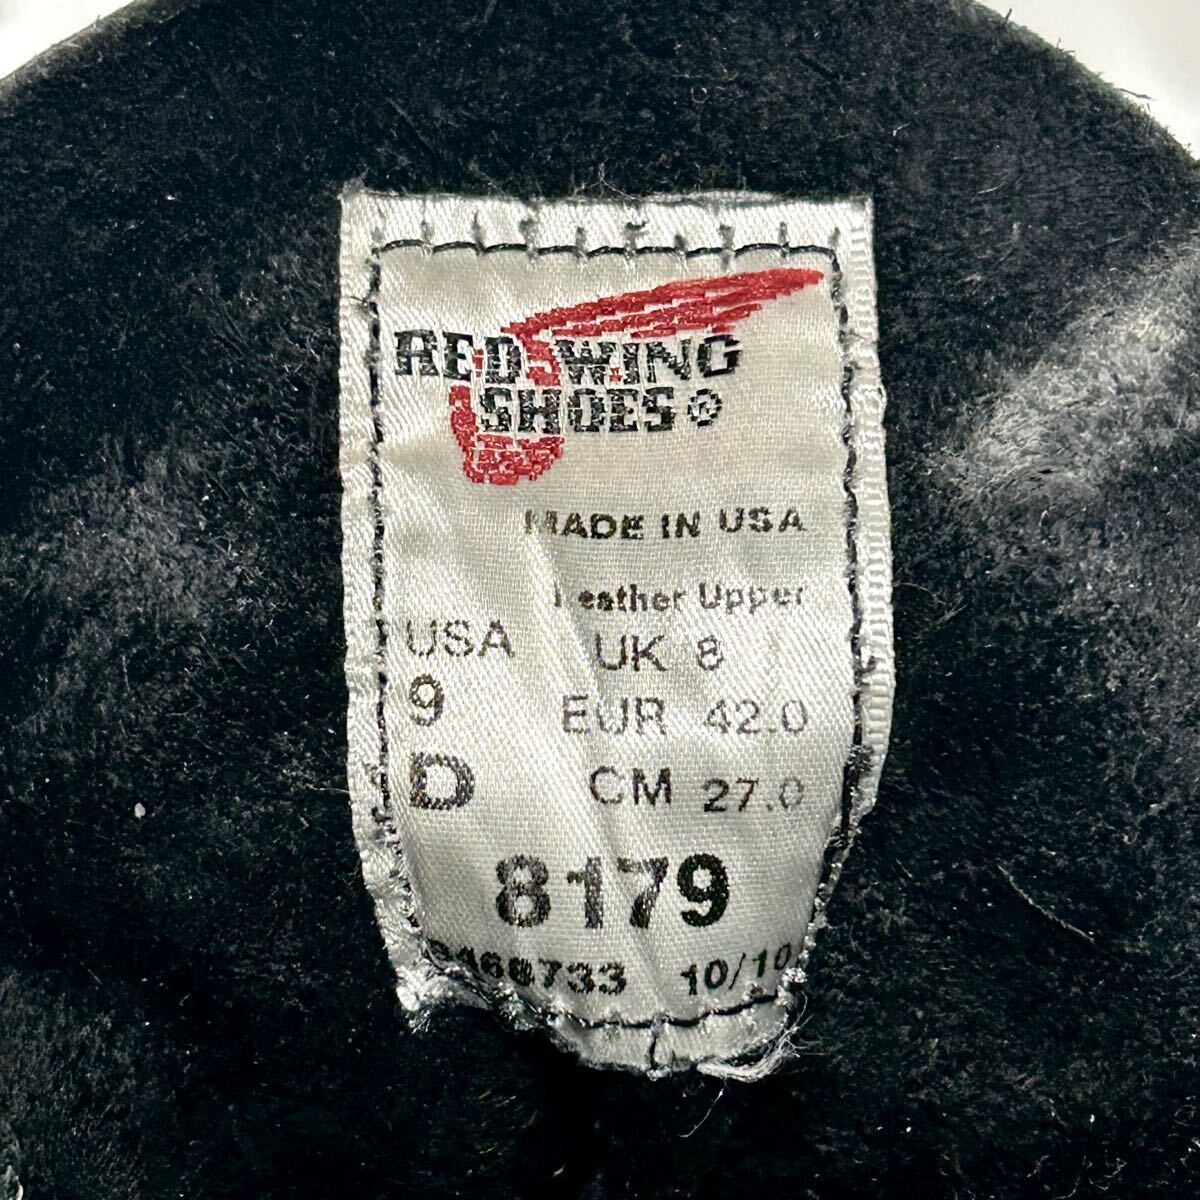 RED WING
SHOES®
MADE IN USA
Leather Upper
USA
9
D
UK 8
EUR 42.0
CM 27.0
8179
10/10